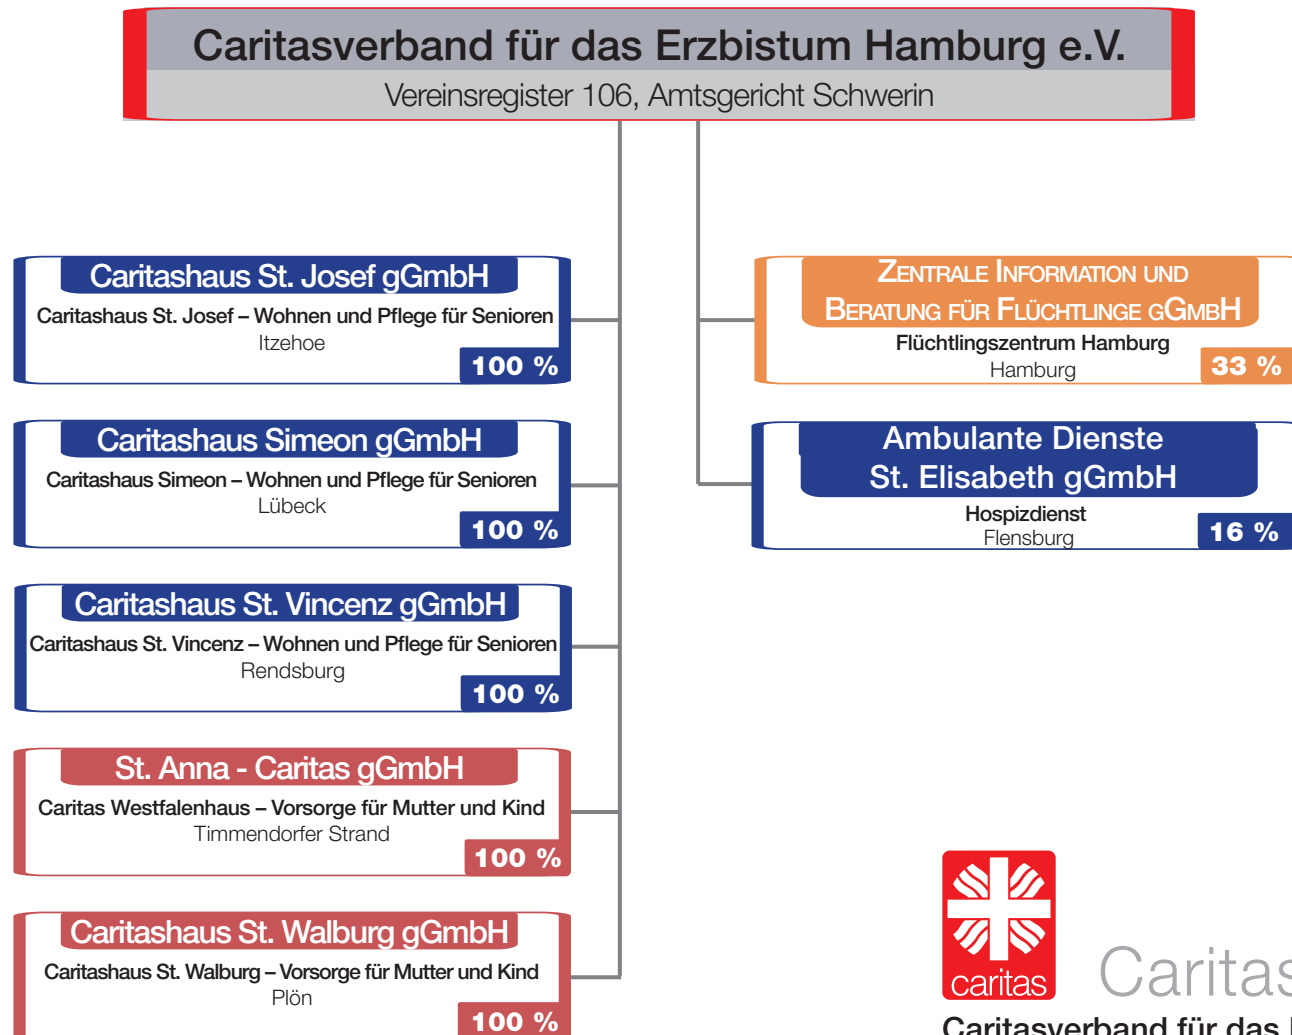 Caritasverband für das Erzbistum Hamburg e.V.
Vereinsregister 106, Amtsgericht Schwerin
Caritashaus St. Josef gGmbH
Caritashaus St. Josef – Wohnen und Pflege für Senioren
Itzehoe
100 %
Caritashaus Simeon gGmbH
Caritashaus Simeon – Wohnen und Pflege für Senioren
Lübeck
100 %
Caritashaus St. Vincenz gGmbH
Caritashaus St. Vincenz – Wohnen und Pflege für Senioren
Rendsburg
100 %
St. Anna - Caritas gGmbH
Caritas Westfalenhaus – Vorsorge für Mutter und Kind
Timmendorfer Strand
100 %
Caritashaus St. Walburg gGmbH
Caritashaus St. Walburg – Vorsorge für Mutter und Kind
Plön
100 %
ZENTRALE INFORMATION UND
BERATUNG FÜR FLÜCHTLINGE GGMBH
Flüchtlingszentrum Hamburg
Hamburg
33 %
Ambulante Dienste
St. Elisabeth gGmbH
Hospizdienst
Flensburg
16 %
caritas
Caritas
Caritasverband für das